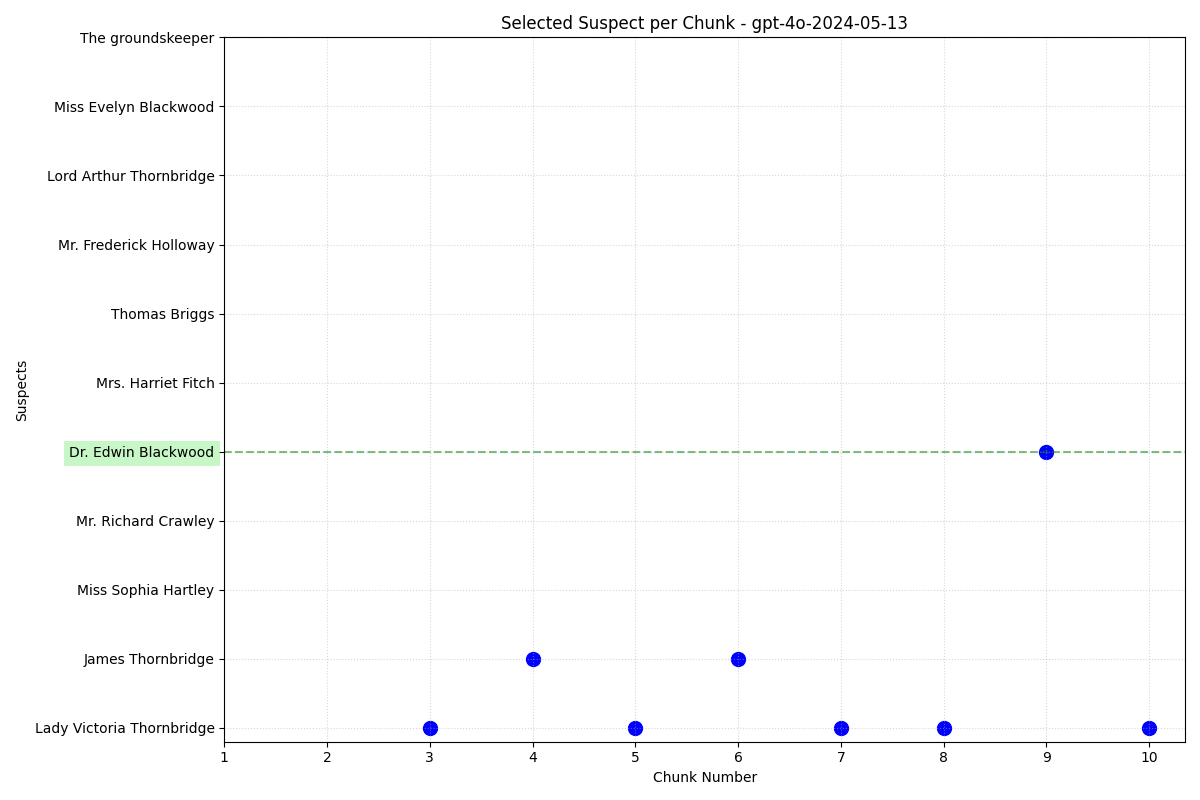 Selected Suspect per Chunk - gpt-4o-2024-05-13
The groundskeeper
Miss Evelyn Blackwood
Lord Arthur Thornbridge
Mr. Frederick Holloway
Thomas Briggs
Mrs. Harriet Fitch
Suspects
Dr. Edwin Blackwood
Mr. Richard Crawley
Miss Sophia Hartley
James Thornbridge
Lady Victoria Thornbridge
1 2 3 4 5 6 7 8 9 10
Chunk Number